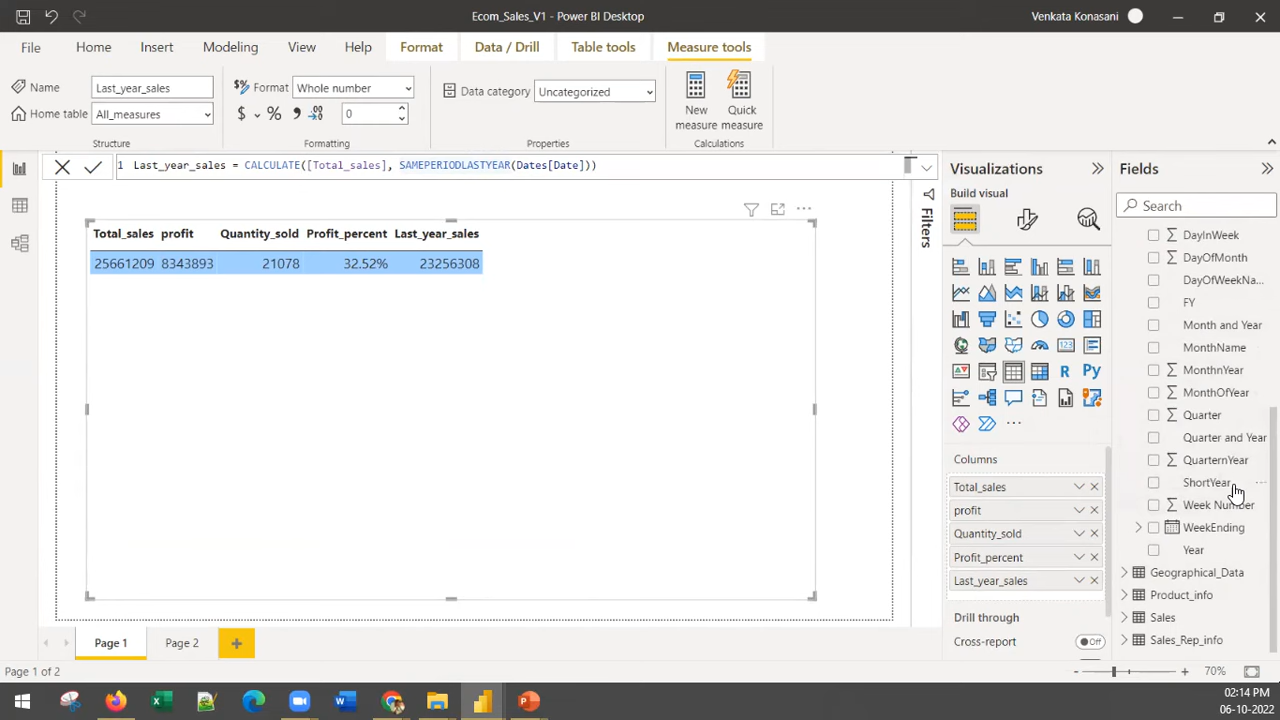 Ecom_Sales_V1 - Power BI Desktop
Venkata Konasani
File
Home
Insert
Modeling
View
Help
Format
Data / Drill
Table tools
Measure tools
Name
Last_year_sales
Home table
All_measures
Structure
Format
Whole number
$
%
,
0
Formatting
Data category
Uncategorized
Properties
New measure
Quick measure
Calculations
1 Last_year_sales = CALCULATE([Total_sales], SAMEPERIODLASTYEAR(Dates[Date]))
Total_sales profit Quantity_sold Profit_percent Last_year_sales
25661209 8343893 21078 32.52% 23256308
Filters
Visualizations
Build visual
123
R
Py
Columns
Total_sales
profit
Quantity_sold
Profit_percent
Last_year_sales
Drill through
Cross-report
Off
Fields
Search
DayInWeek
DayOfMonth
DayOfWeekNa...
FY
Month and Year
MonthName
MonthnYear
MonthOfYear
Quarter
Quarter and Year
QuarternYear
ShortYear
Week Number
WeekEnding
Year
Geographical_Data
Product_info
Sales
Sales_Rep_info
Page 1
Page 2
Page 1 of 2
70%
02:14 PM
06-10-2022